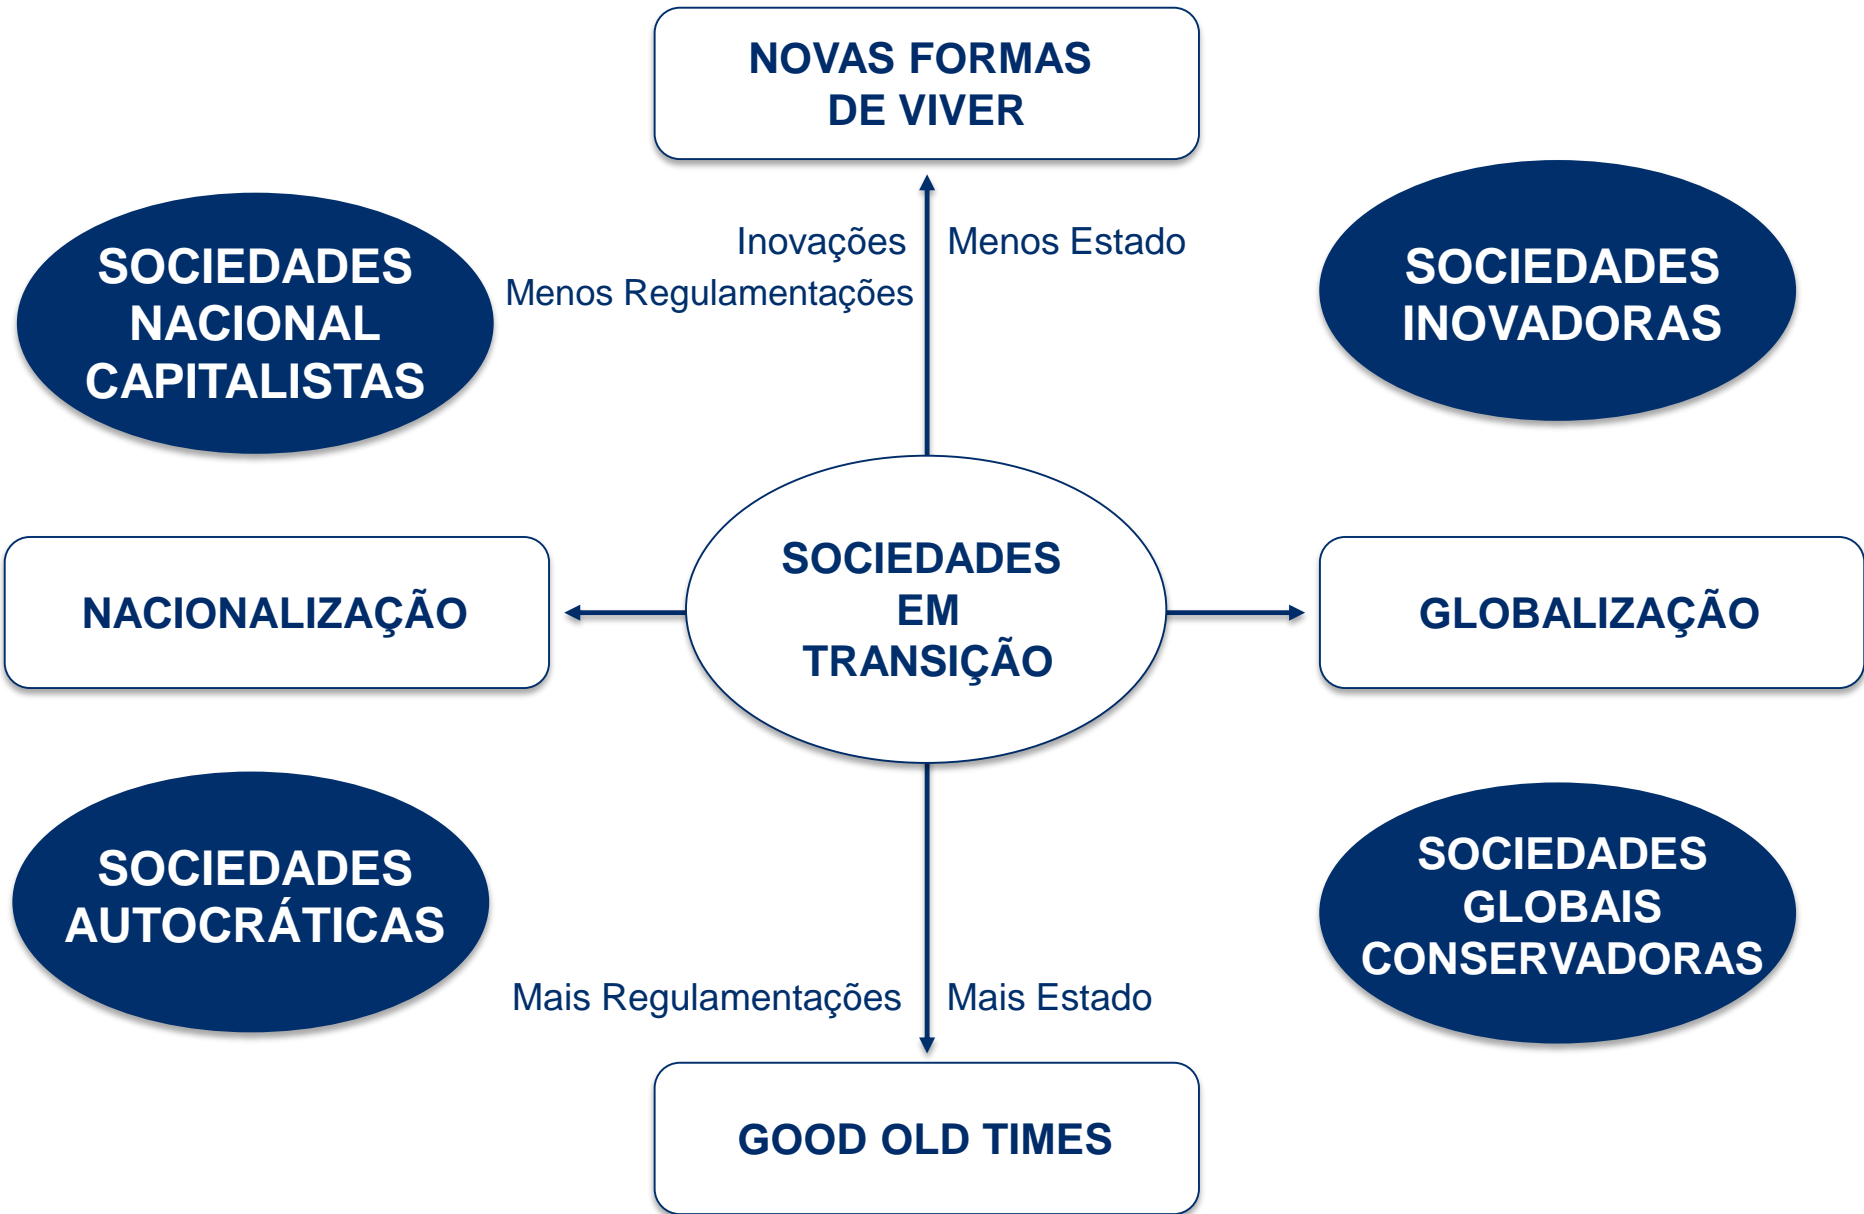 NOVAS FORMAS
DE VIVER
SOCIEDADES
NACIONAL
CAPITALISTAS
Inovações
Menos Regulamentações
Menos Estado
SOCIEDADES
INOVADORAS
NACIONALIZAÇÃO
SOCIEDADES
EM
TRANSIÇÃO
GLOBALIZAÇÃO
SOCIEDADES
AUTOCRÁTICAS
SOCIEDADES
GLOBAIS
CONSERVADORAS
Mais Regulamentações
Mais Estado
GOOD OLD TIMES